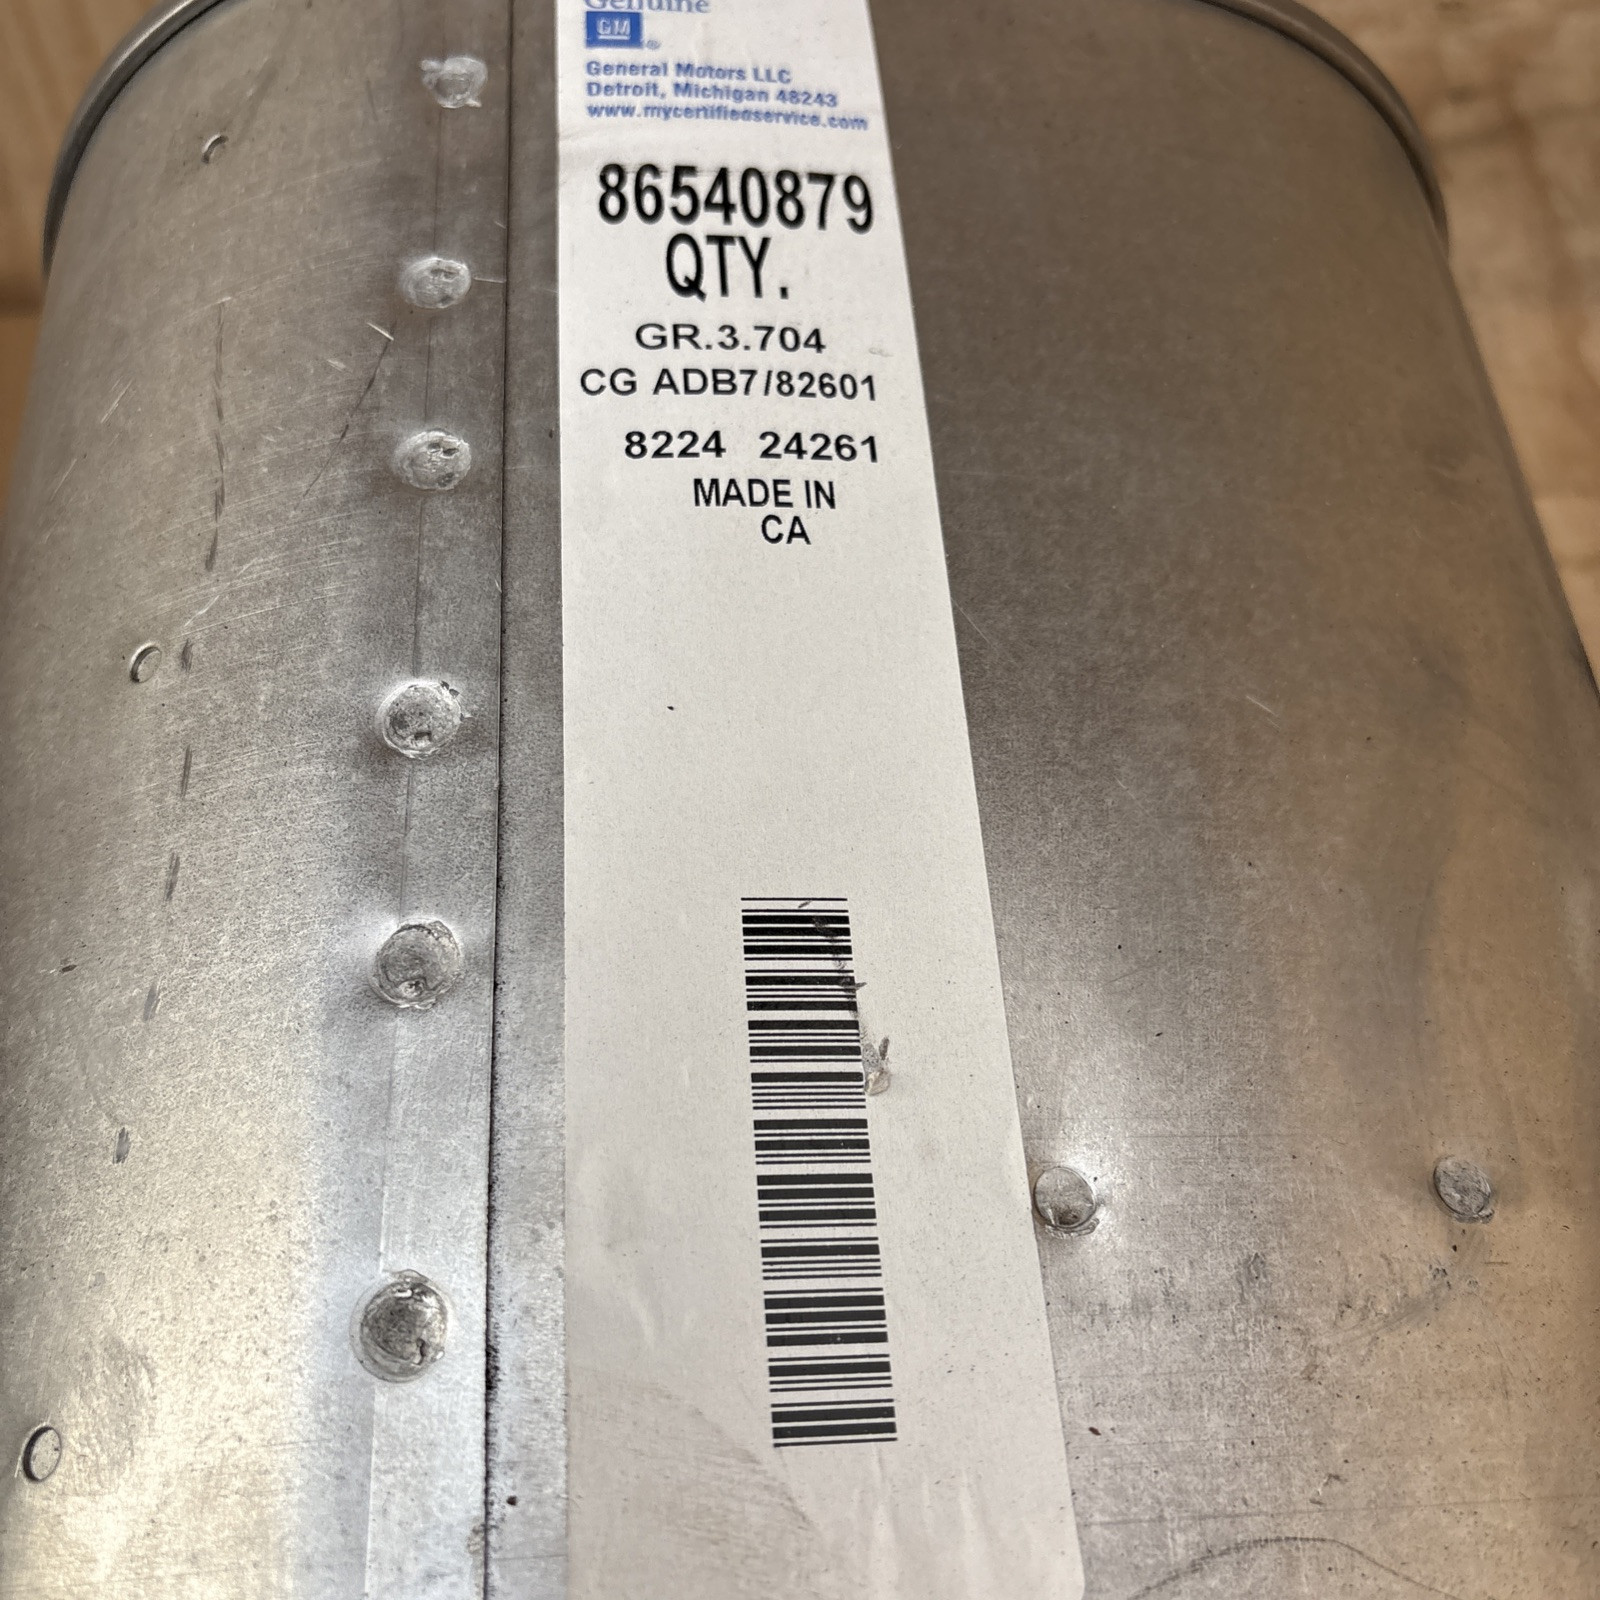 Genuine
GM
General Motors LLC
Detroit, Michigan 48243
www.mycertifiedservice.com
86540879
QTY.
GR.3.704
CG ADB7/82601
8224 24261
MADE IN
CA